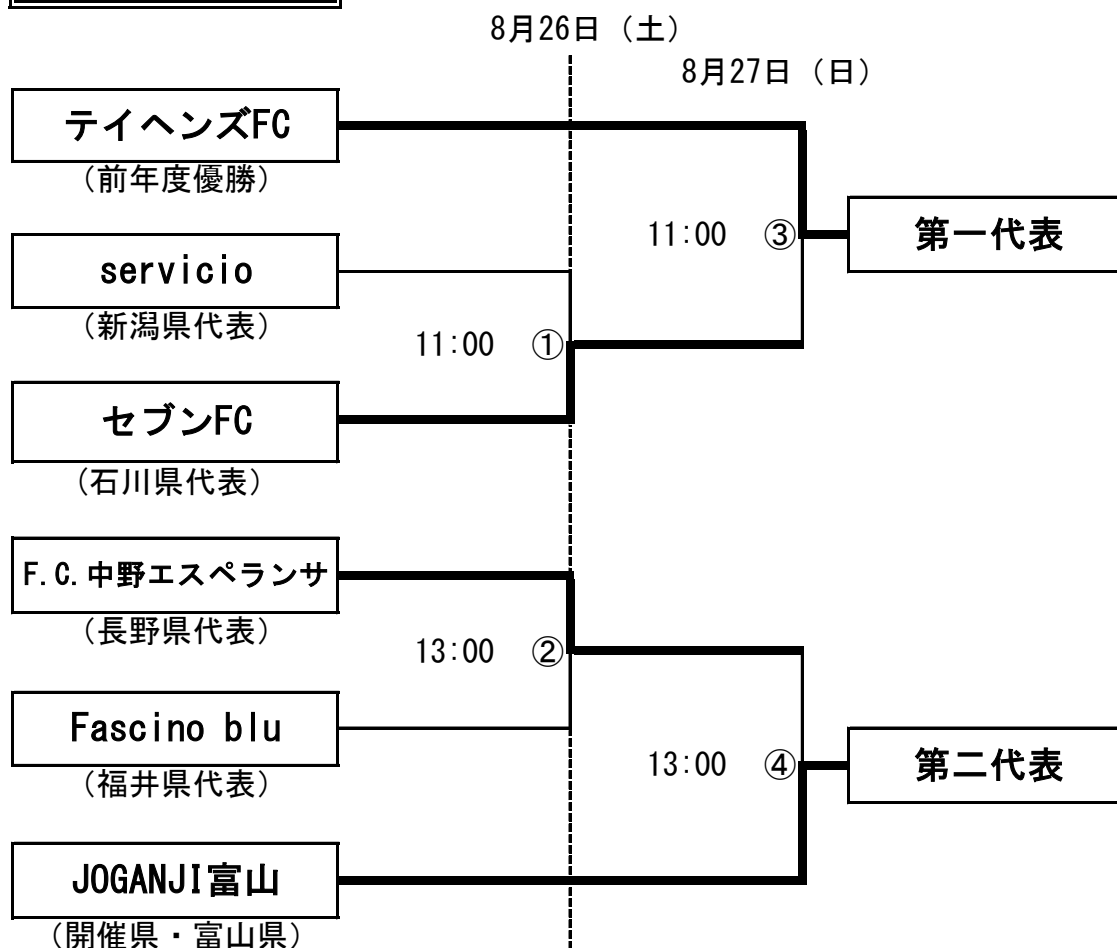 8月26日（土）
8月27日（日）
テイヘンズFC
（前年度優勝）
11:00 ③
第一代表
servicio
（新潟県代表）
11:00 ①
セブンFC
（石川県代表）
F.C.中野エスペランサ
（長野県代表）
13:00 ②
Fascino blu
（福井県代表）
13:00 ④
第二代表
JOGANJI富山
（開催県・富山県）